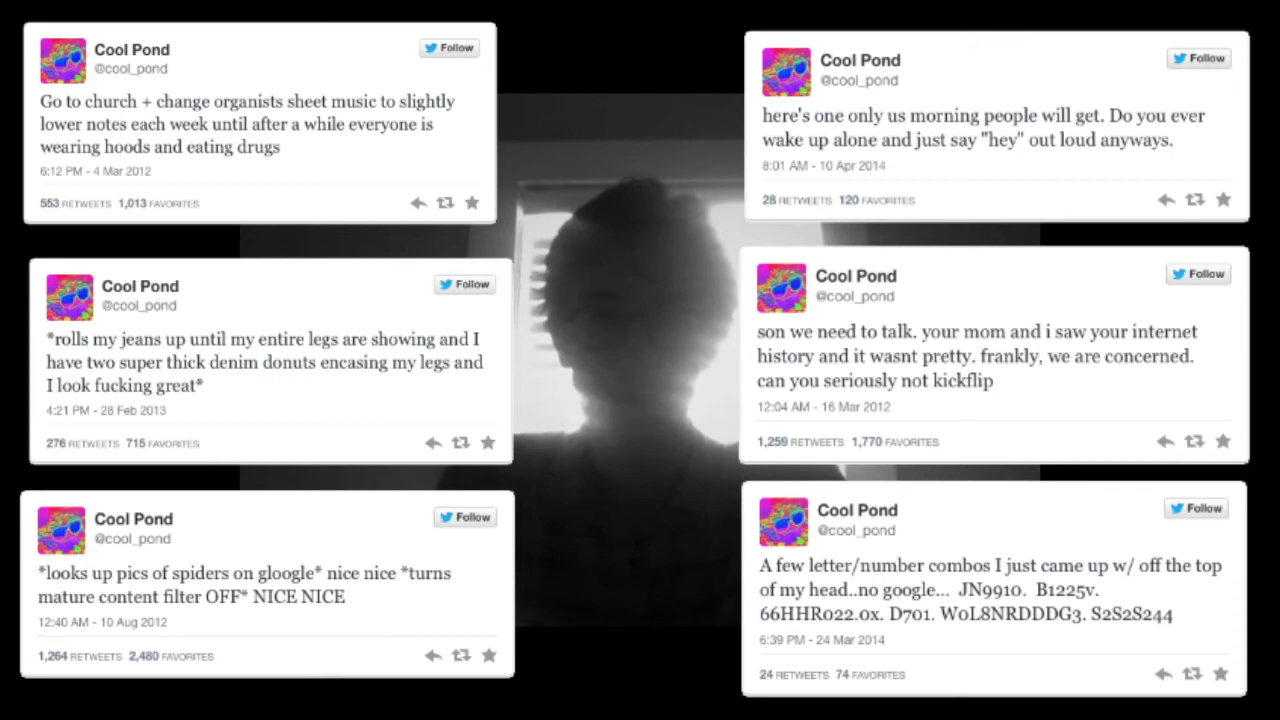 Cool Pond
@cool_pond
Follow
Go to church + change organists sheet music to slightly
lower notes each week until after a while everyone is
wearing hoods and eating drugs
6:12 PM - 4 Mar 2012
553 RETWEETS 1,013 FAVORITES
Cool Pond
@cool_pond
Follow
*rolls my jeans up until my entire legs are showing and I
have two super thick denim donuts encasing my legs and
I look fucking great*
4:21 PM - 28 Feb 2013
276 RETWEETS 715 FAVORITES
Cool Pond
@cool_pond
Follow
*looks up pics of spiders on gloogle* nice nice *turns
mature content filter OFF* NICE NICE
12:40 AM - 10 Aug 2012
1,264 RETWEETS 2,480 FAVORITES
Cool Pond
@cool_pond
Follow
here's one only us morning people will get. Do you ever
wake up alone and just say "hey" out loud anyways.
8:01 AM - 10 Apr 2014
28 RETWEETS 120 FAVORITES
Cool Pond
@cool_pond
Follow
son we need to talk. your mom and i saw your internet
history and it wasnt pretty. frankly, we are concerned.
can you seriously not kickflip
12:04 AM - 16 Mar 2012
1,259 RETWEETS 1,770 FAVORITES
Cool Pond
@cool_pond
Follow
A few letter/number combos I just came up w/ off the top
of my head..no google... JN9910. B1225v.
66HHR022.0x. D701. W0L8NRDDDG3. S2S2S244
6:39 PM - 24 Mar 2014
24 RETWEETS 74 FAVORITES